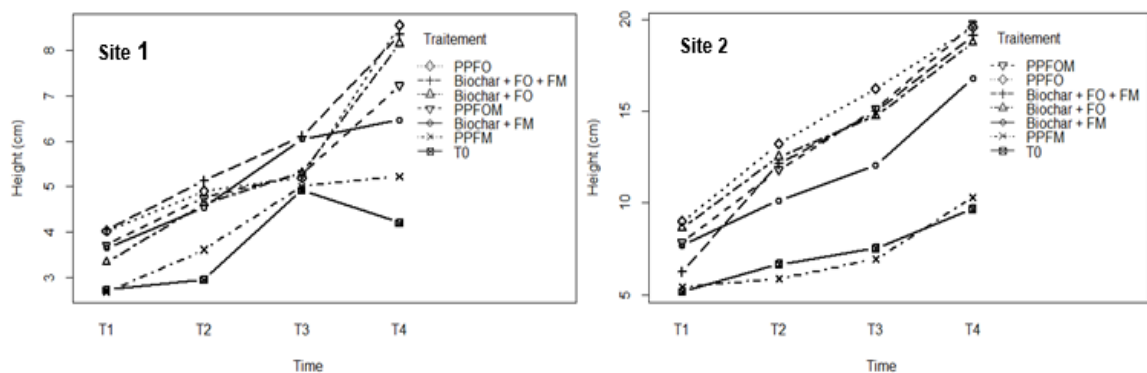 Site 1
Traitement
PPFO
Biochar + FO + FM
Biochar + FO
PPFOM
Biochar + FM
PPFM
T0
Height (cm)
8
7
6
5
4
3
T1 T2 T3 T4
Time
Site 2
Traitement
PPFOM
PPFO
Biochar + FO + FM
Biochar + FO
Biochar + FM
PPFM
T0
Height (cm)
20
15
10
5
T1 T2 T3 T4
Time